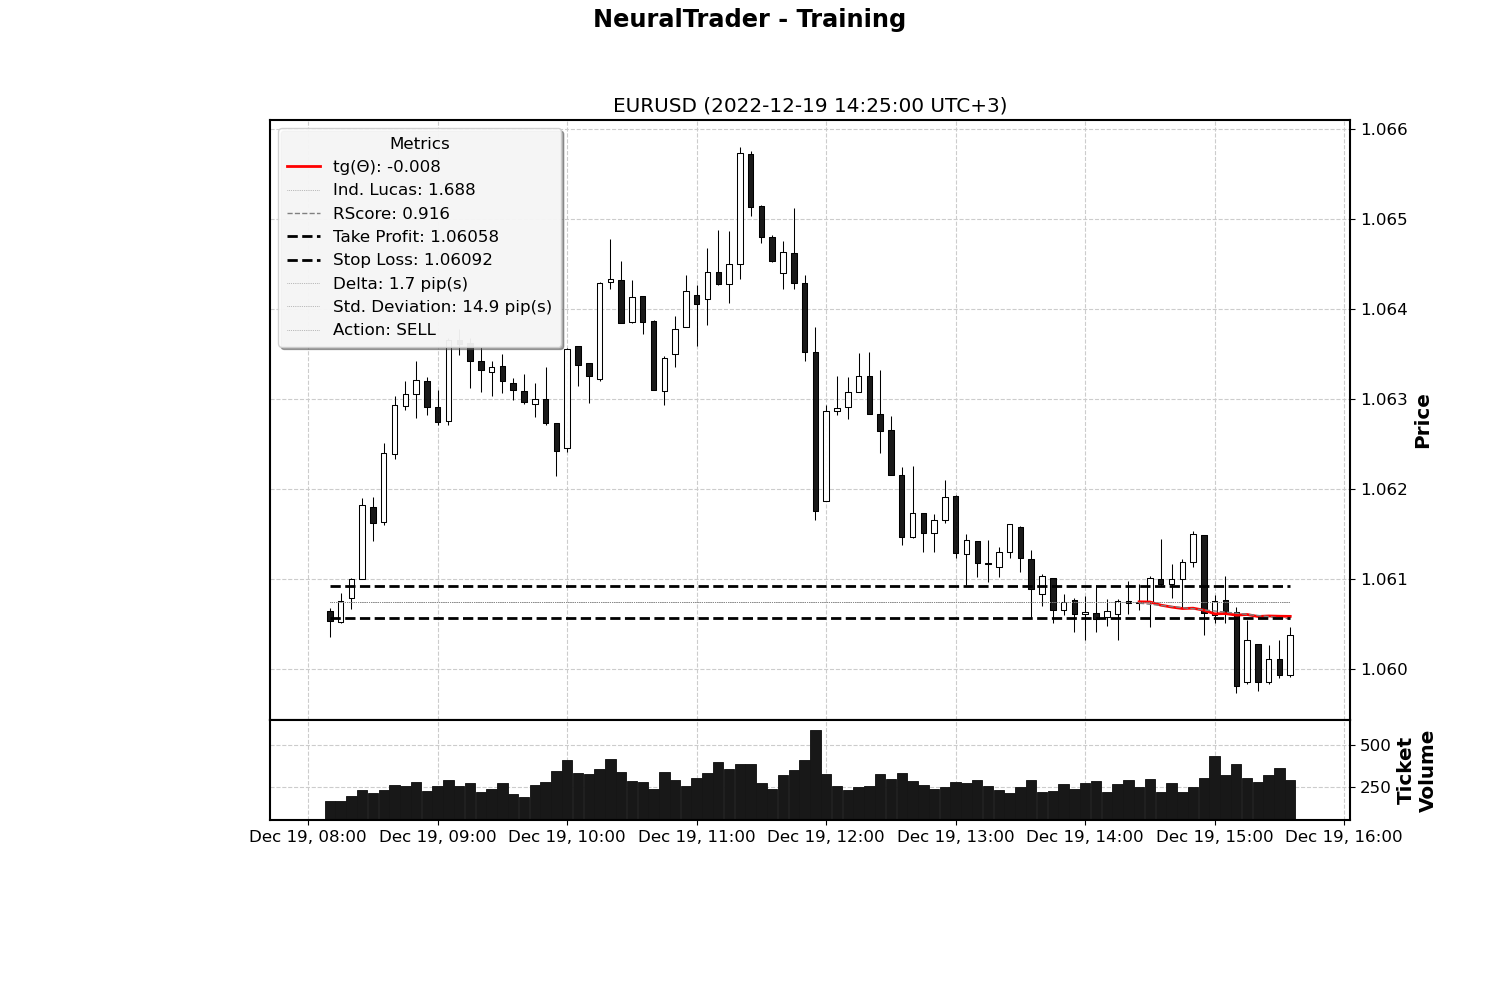 NeuralTrader - Training
EURUSD (2022-12-19 14:25:00 UTC+3)
Metrics
tg(Θ): -0.008
Ind. Lucas: 1.688
RScore: 0.916
Take Profit: 1.06058
Stop Loss: 1.06092
Delta: 1.7 pip(s)
Std. Deviation: 14.9 pip(s)
Action: SELL
1.066
1.065
1.064
1.063
1.062
1.061
1.060
Price
500
250
Ticket
Volume
Dec 19, 08:00
Dec 19, 09:00
Dec 19, 10:00
Dec 19, 11:00
Dec 19, 12:00
Dec 19, 13:00
Dec 19, 14:00
Dec 19, 15:00
Dec 19, 16:00